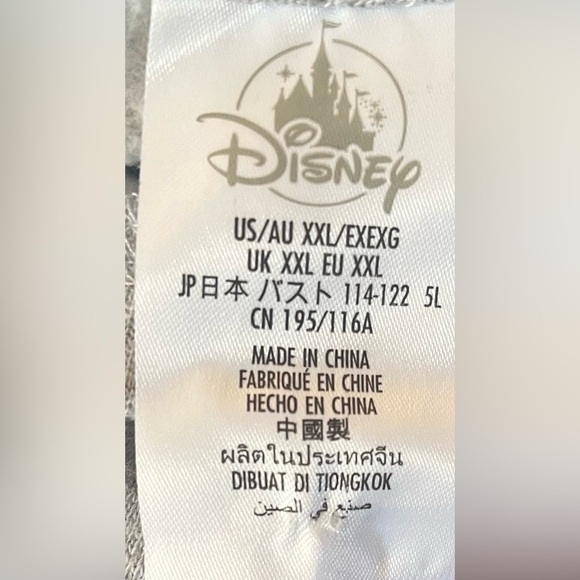 Disney
US/AU XXL/EXEXG
UK XXL EU XXL
JP日本 バスト 114-122 5L
CN 195/116A
MADE IN CHINA
FABRIQUÉ EN CHINE
HECHO EN CHINA
中國製
ผลิตในประเทศจีน
DIBUAT DI TIONGKOK
صنع في الصين